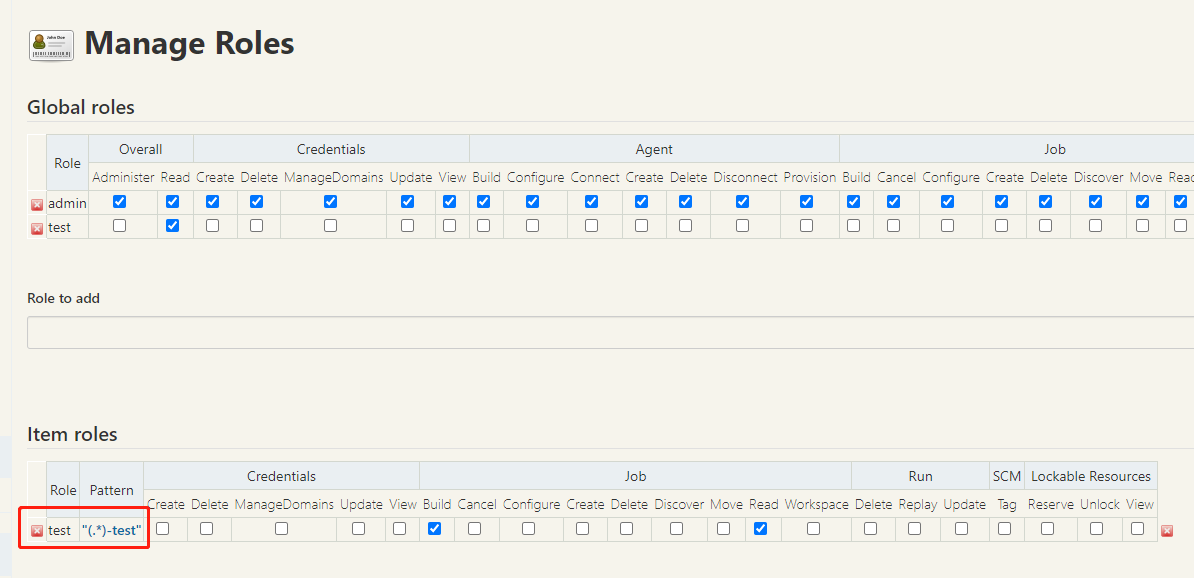 John Doe
Manage Roles
Global roles
Role Overall Credentials Agent Job
Administer Read Create Delete ManageDomains Update View Build Configure Connect Create Delete Disconnect Provision Build Cancel Configure Create Delete Discover Move Read
admin
test
Role to add
Item roles
Role Pattern Credentials Job Run SCM Lockable Resources
Create Delete ManageDomains Update View Build Cancel Configure Create Delete Discover Move Read Workspace Delete Replay Update Tag Reserve Unlock View
test "(.*)-test"